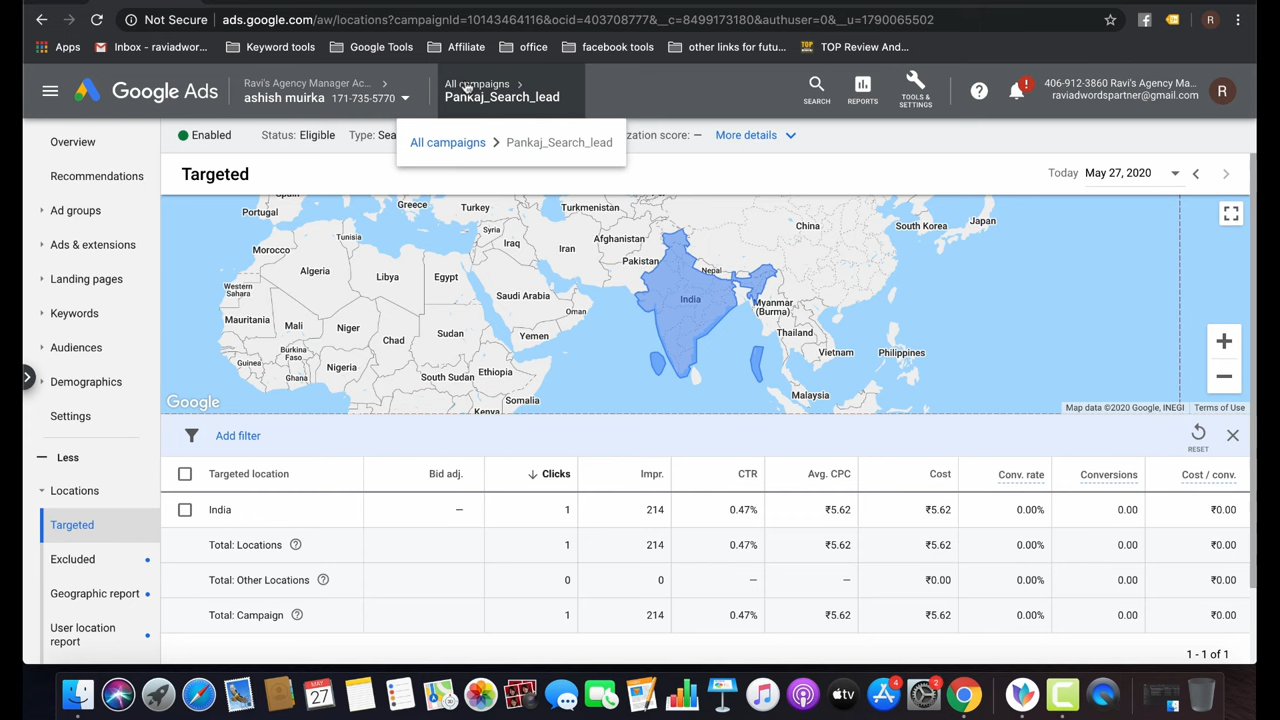 Not Secure
ads.google.com/aw/locations?campaignId=10143464116&ocid=403708777&__c=8499173180&authuser=0&__u=1790065502
R
Apps
Inbox - raviadwor...
Keyword tools
Google Tools
Affiliate
office
facebook tools
other links for futu...
TOP Review And...
Google Ads
Ravi's Agency Manager Ac...
ashish muirka 171-735-5770
All campaigns
Pankaj_Search_lead
SEARCH
REPORTS
TOOLS & SETTINGS
406-912-3860 Ravi's Agency Ma...
raviadwordspartner@gmail.com
R
Enabled
Status: Eligible
Type: Sea
zation score: —
More details
All campaigns > Pankaj_Search_lead
Overview
Recommendations
Ad groups
Ads & extensions
Landing pages
Keywords
Audiences
Demographics
Settings
Less
Locations
Targeted
Excluded
Geographic report
User location
report
Targeted
Today May 27, 2020
Portugal
Greece
Turkey
Turkmenistan
China
South Korea
Japan
Morocco
Tunisia
Syria
Iraq
Iran
Afghanistan
Pakistan
Nepal
Algeria
Libya
Egypt
Saudi Arabia
Oman
India
Myanmar
(Burma)
Western
Sahara
Mauritania
Mali
Niger
Chad
Sudan
Yemen
Thailand
Vietnam
Philippines
Guinea
Burkina
Faso
Ghana
Nigeria
South Sudan
Ethiopia
Somalia
Kenya
Malaysia
Google
Map data ©2020 Google, INEGI
Terms of Use
Add filter
RESET
Targeted location Bid adj. Clicks Impr. CTR Avg. CPC Cost Conv. rate Conversions Cost / conv.
India — 1 214 0.47% ₹5.62 ₹5.62 0.00% 0.00 ₹0.00
Total: Locations 1 214 0.47% ₹5.62 ₹5.62 0.00% 0.00 ₹0.00
Total: Other Locations 0 0 — — ₹0.00 0.00% 0.00 ₹0.00
Total: Campaign 1 214 0.47% ₹5.62 ₹5.62 0.00% 0.00 ₹0.00
1 - 1 of 1
MAY
27
tv
4
2